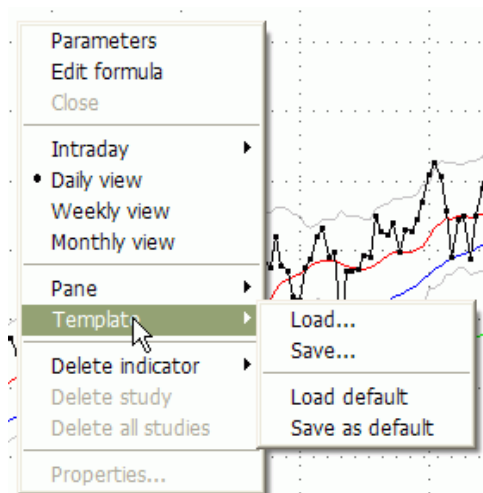 Parameters
Edit formula
Close
Intraday
Daily view
Weekly view
Monthly view
Pane
Template
Load...
Save...
Load default
Save as default
Delete indicator
Delete study
Delete all studies
Properties...